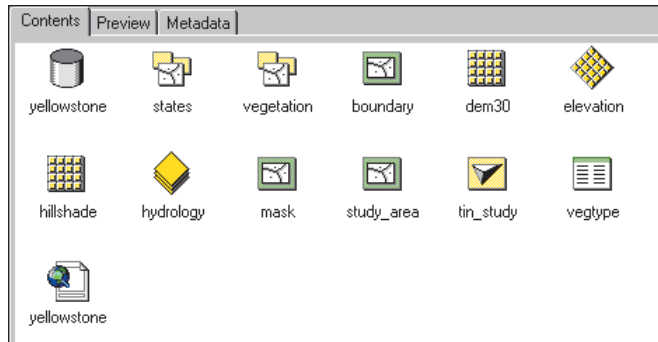 Contents Preview Metadata
yellowstone states vegetation boundary dem30 elevation
hillshade hydrology mask study_area tin_study vegtype
yellowstone